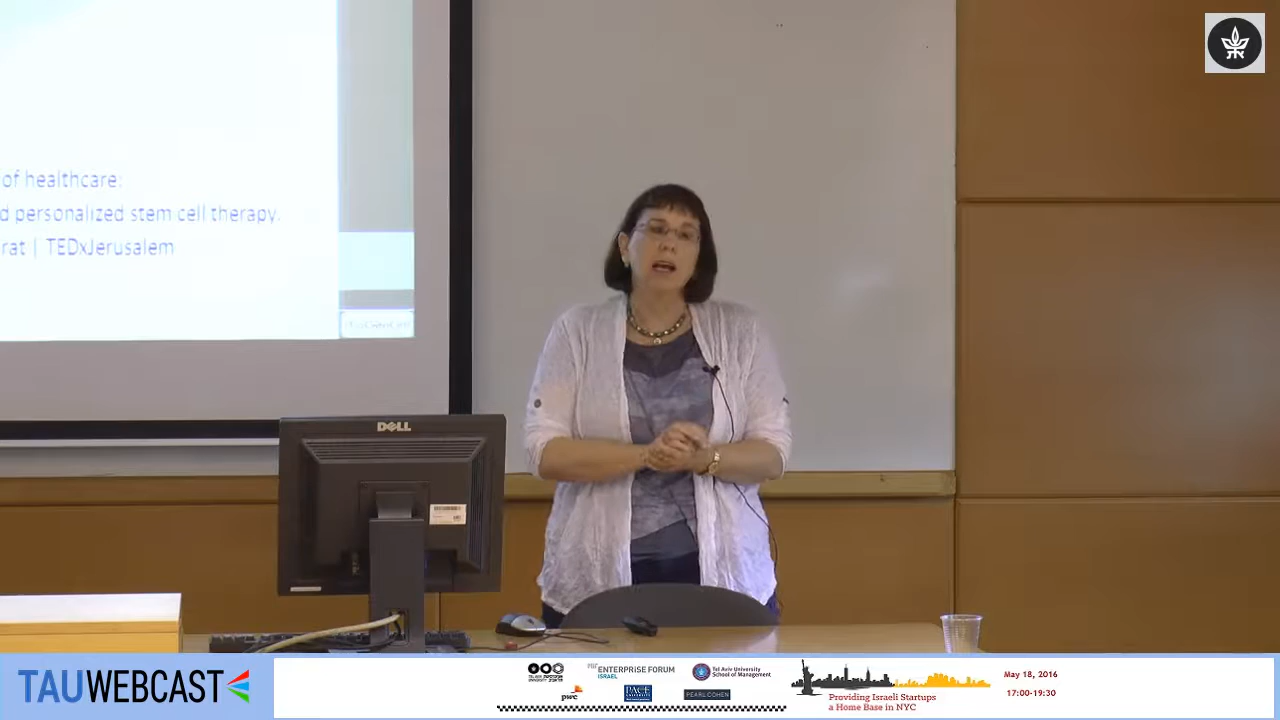 of healthcare:
d personalized stem cell therapy.
rat | TEDxJerusalem
DELL
TAUWEBCAST
ENTERPRISE FORUM
ISRAEL
Tel Aviv University
School of Management
pwc
PACE
PEARL COHEN
Providing Israeli Startups
a Home Base in NYC
May 18, 2016
17:00-19:30